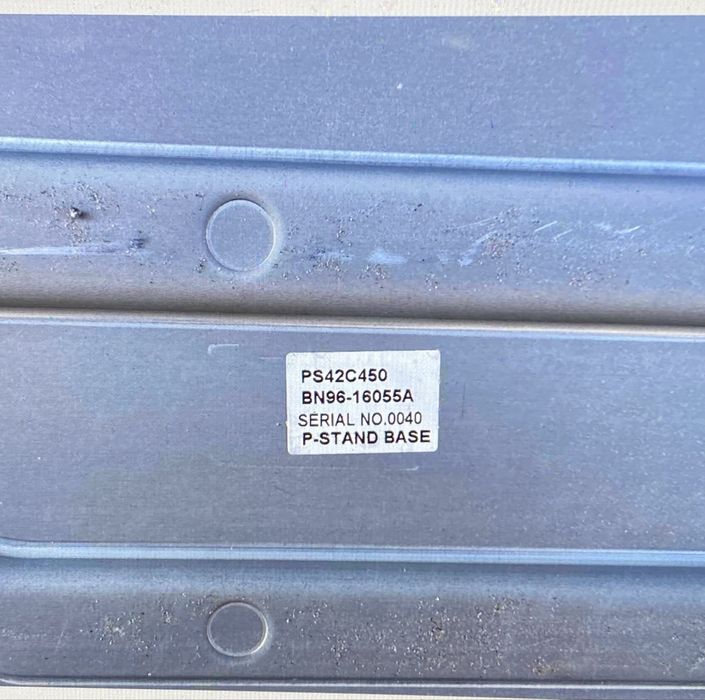 PS42C450
BN96-16055A
SERIAL NO.0040
P-STAND BASE